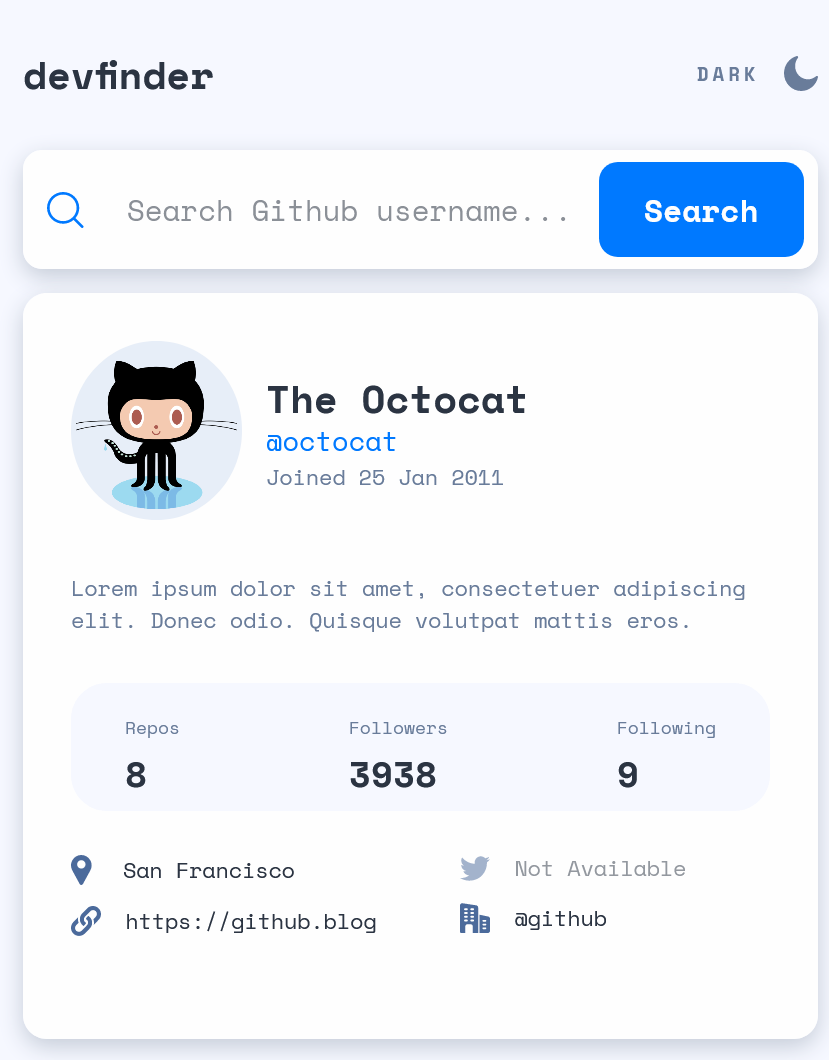 devfinder
DARK
Search Github username...
Search
The Octocat
@octocat
Joined 25 Jan 2011
Lorem ipsum dolor sit amet, consectetuer adipiscing
elit. Donec odio. Quisque volutpat mattis eros.
Repos
8
Followers
3938
Following
9
San Francisco
https://github.blog
Not Available
@github